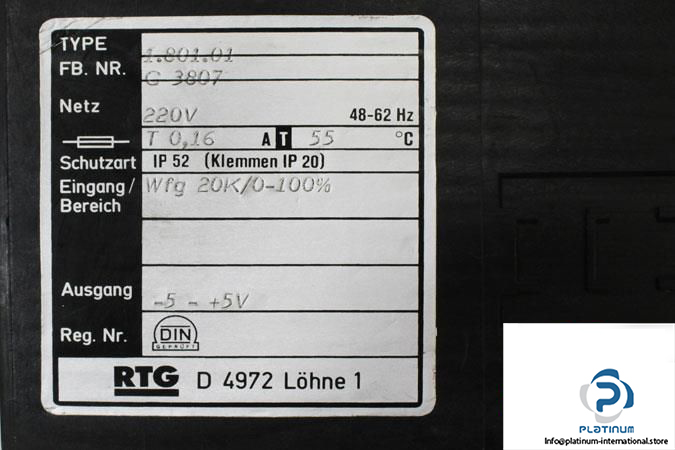 TYPE 1.801.01
FB. NR. G 3807
Netz 220V 48-62 Hz
T 0,16 A T 55 °C
Schutzart IP 52 (Klemmen IP 20)
Eingang/ Wfg 20K/0-100%
Bereich
Ausgang -5 - +5V
Reg. Nr. DIN
GEPRÜFT
RTG D 4972 Löhne 1
PLATINUM
Info@platinum-international.store